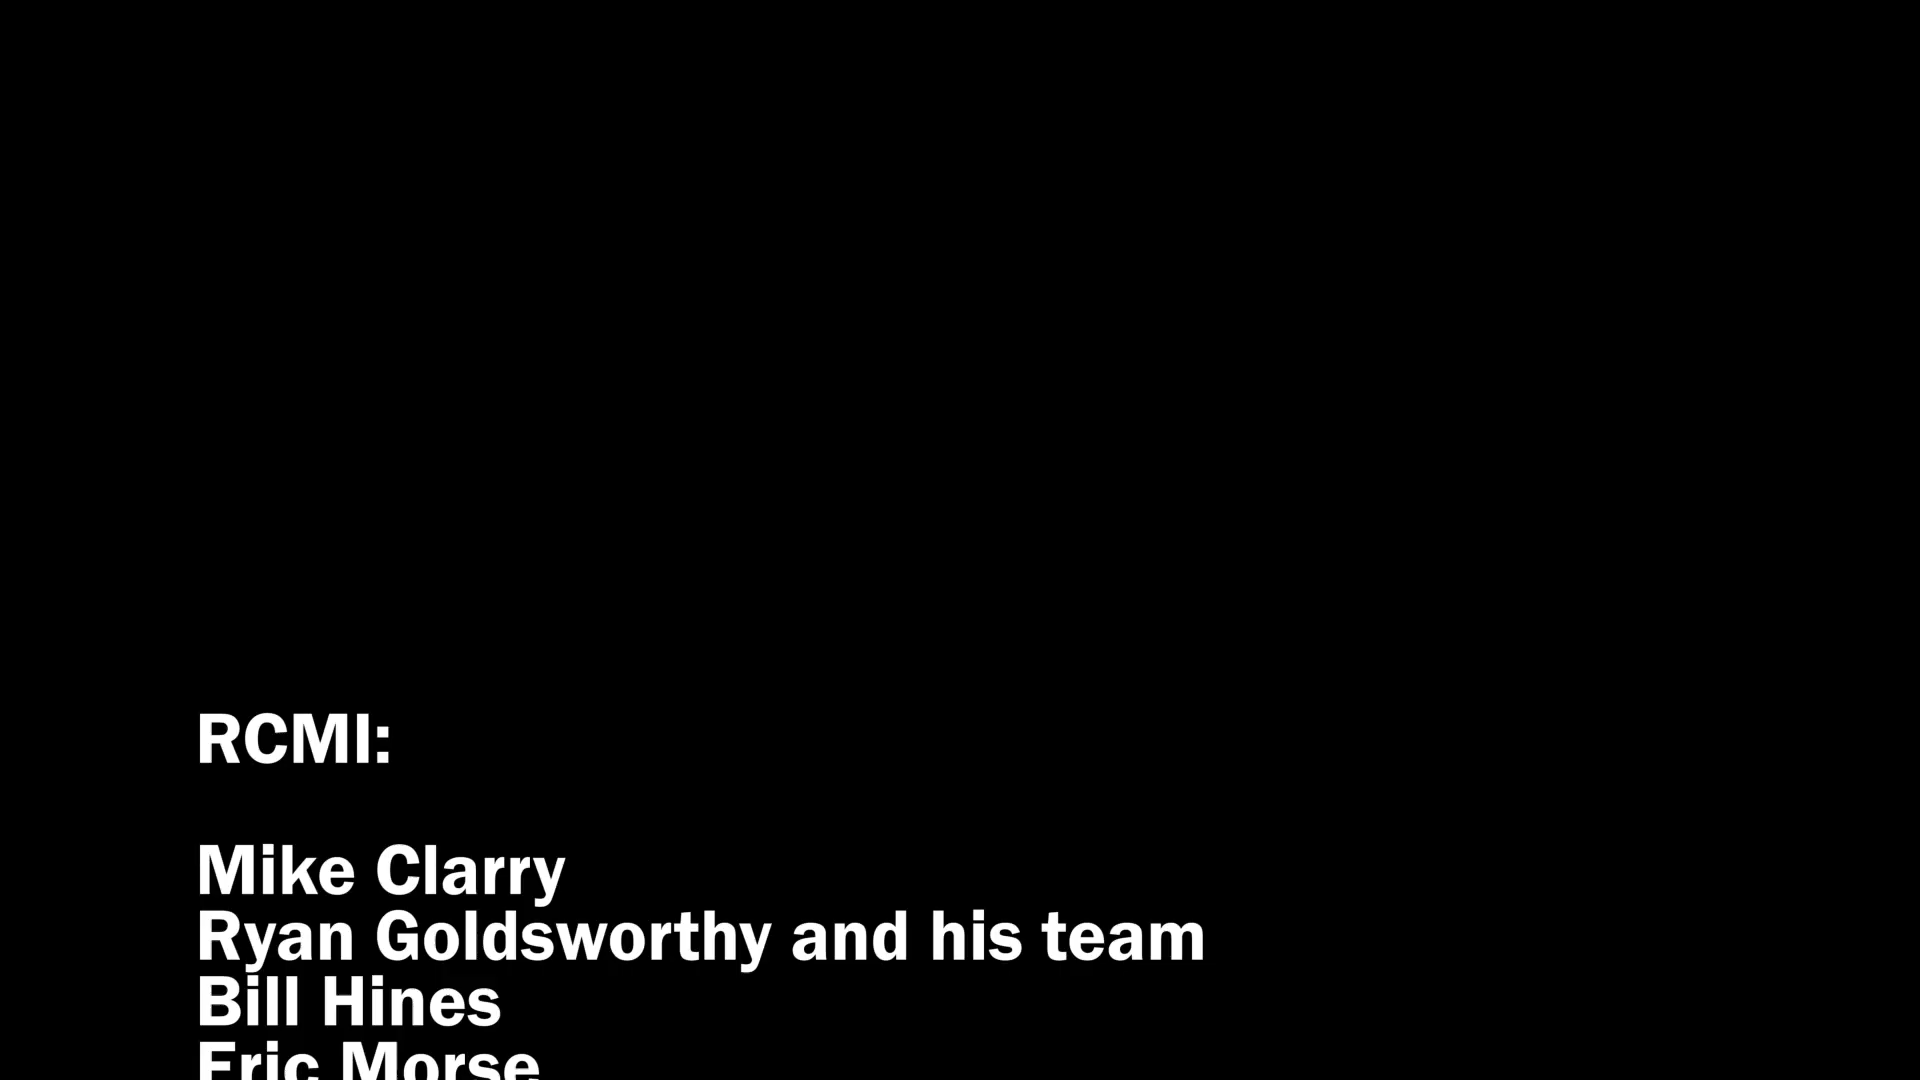 RCMI:
Mike Clarry
Ryan Goldsworthy and his team
Bill Hines
Eric Morse